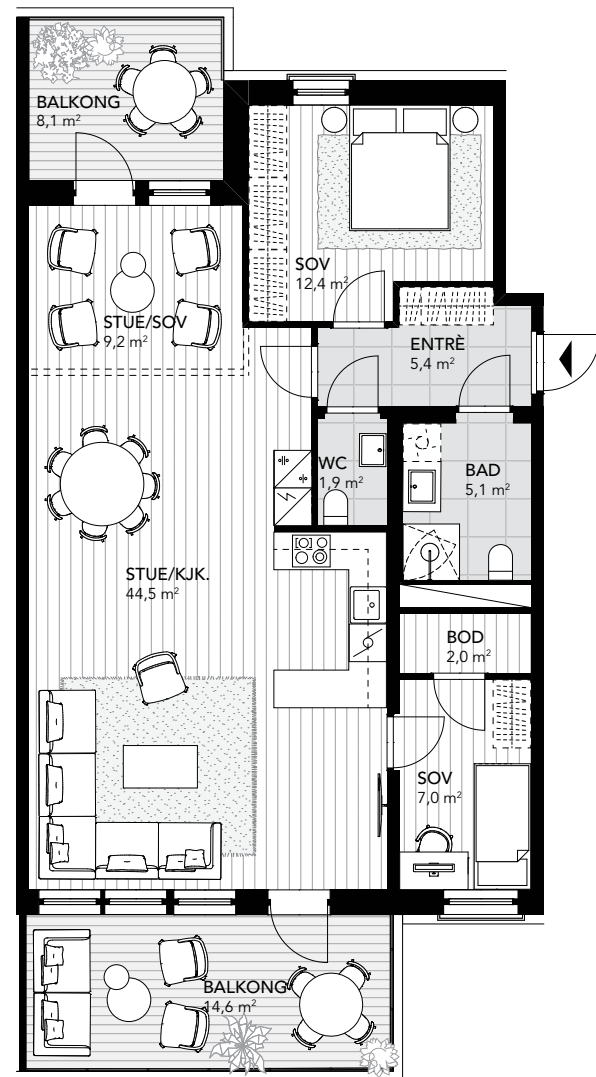 BALKONG
8,1 m²
SOV
12,4 m²
STUE/SOV
9,2 m²
ENTRÈ
5,4 m²
WC
1,9 m²
BAD
5,1 m²
STUE/KJK.
44,5 m²
BOD
2,0 m²
SOV
7,0 m²
BALKONG
14,6 m²